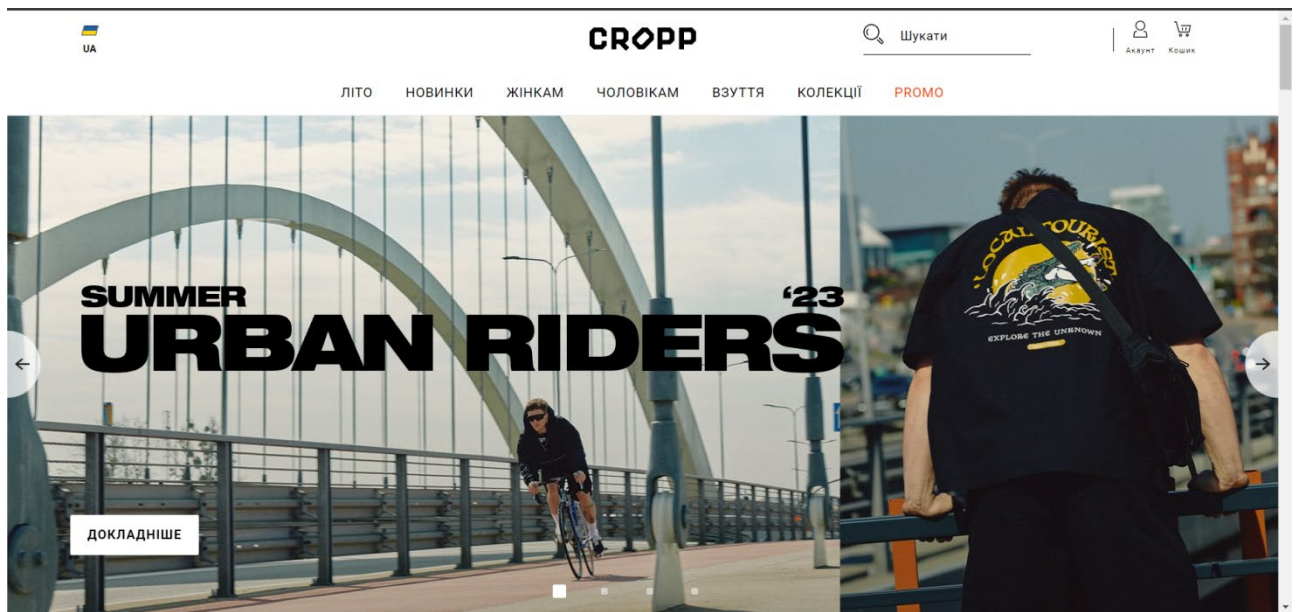 UA
CROPP
Шукати
Акаунт
Кошик
ЛІТО НОВИНКИ ЖІНКАМ ЧОЛОВІКАМ ВЗУТТЯ КОЛЕКЦІЇ PROMO
SUMMER '23
URBAN RIDERS
LOCAL TOURIST
EXPLORE THE UNKNOWN
ДОКЛАДНІШЕ